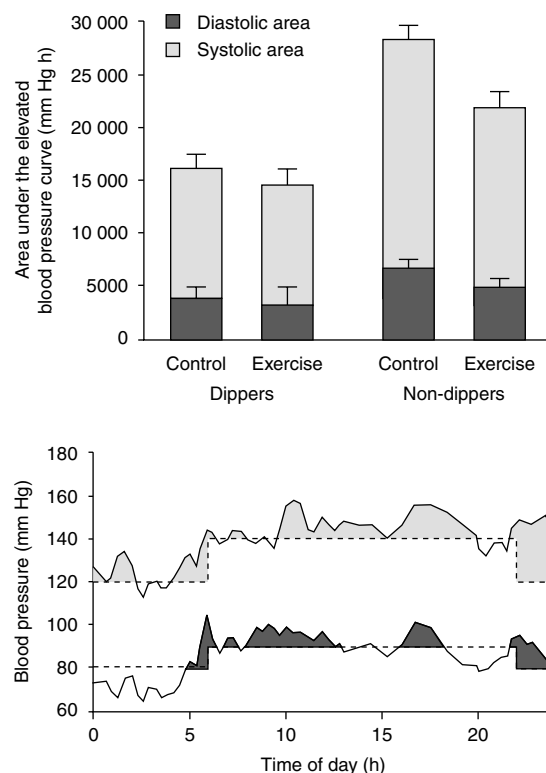 30 000
25 000
20 000
15 000
10 000
5000
0
Area under the elevated
blood pressure curve (mm Hg h)
Diastolic area
Systolic area
Control Exercise Control Exercise
Dippers Non-dippers
180
160
140
120
100
80
60
Blood pressure (mm Hg)
0 5 10 15 20
Time of day (h)